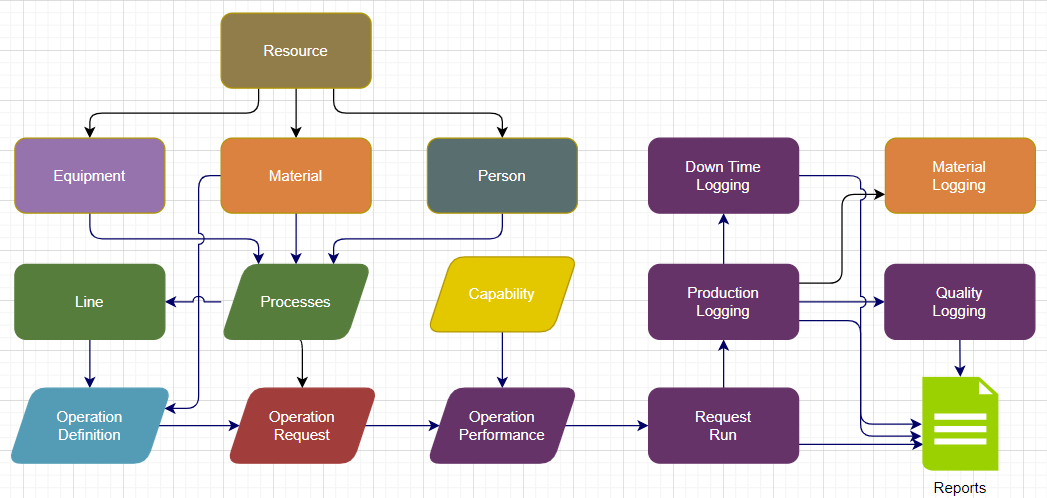 Resource
Equipment
Material
Person
Down Time
Logging
Material
Logging
Line
Processes
Capability
Production
Logging
Quality
Logging
Operation
Definition
Operation
Request
Operation
Performance
Request
Run
Reports